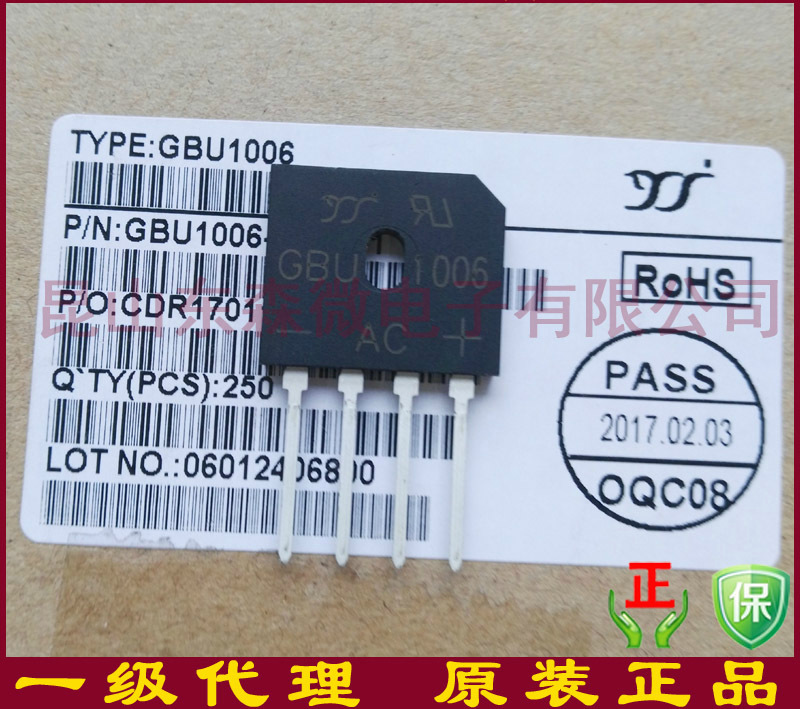 TYPE:GBU1006
P/N:GBU1006-
RoHS
昆山东森微电子有限公司
P/O:CDR1701
Q`TY(PCS):250
LOT NO.:06012406800
PASS
2017.02.03
OQC08
YJ
GBU 1006
- AC +
正
保
一级代理 原装正品